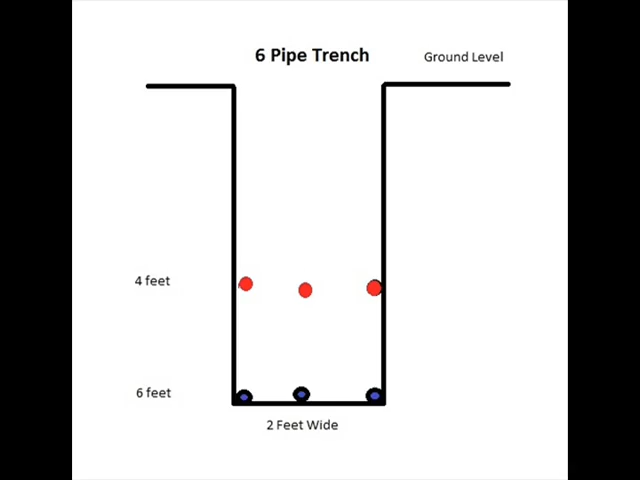 6 Pipe Trench
Ground Level
4 feet
6 feet
2 Feet Wide